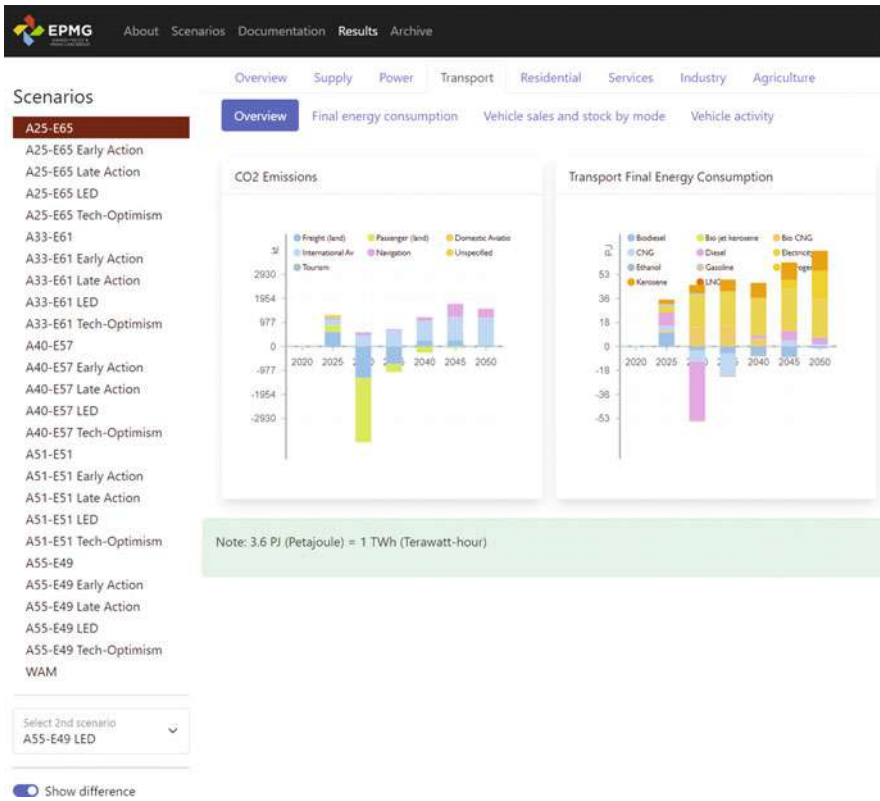 EPMG
About Scenarios Documentation Results Archive
Overview Supply Power Transport Residential Services Industry Agriculture
Overview Final energy consumption Vehicle sales and stock by mode Vehicle activity
Scenarios
A25-E65
A25-E65 Early Action
A25-E65 Late Action
A25-E65 LED
A25-E65 Tech-Optimism
A33-E61
A33-E61 Early Action
A33-E61 Late Action
A33-E61 LED
A33-E61 Tech-Optimism
A40-E57
A40-E57 Early Action
A40-E57 Late Action
A40-E57 LED
A40-E57 Tech-Optimism
A51-E51
A51-E51 Early Action
A51-E51 Late Action
A51-E51 LED
A51-E51 Tech-Optimism
A55-E49
A55-E49 Early Action
A55-E49 Late Action
A55-E49 LED
A55-E49 Tech-Optimism
WAM
Select 2nd scenario
A55-E49 LED
Show difference
CO2 Emissions
Freight (land) Passenger (land) Domestic Aviatio
International Av Navigation Unspecified
Tourism
2930
1954
977
0
-977
-1954
-2930
2020 2025 2040 2045 2050
Transport Final Energy Consumption
PJ
Biodiesel Bio jet kerosene Bio CNG
CNG Diesel Electricity
Ethanol Gasoline
Kerosene LNG
53
36
18
0
-18
-36
-53
2020 2025 2040 2045 2050
Note: 3.6 PJ (Petajoule) = 1 TWh (Terawatt-hour)